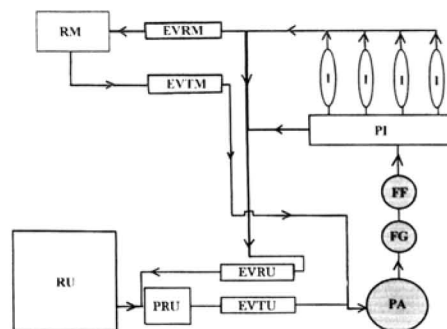 RM
EVRM
EVTM
I I I I
PI
FF
FG
EVRU
RU
PRU
EVTU
PA